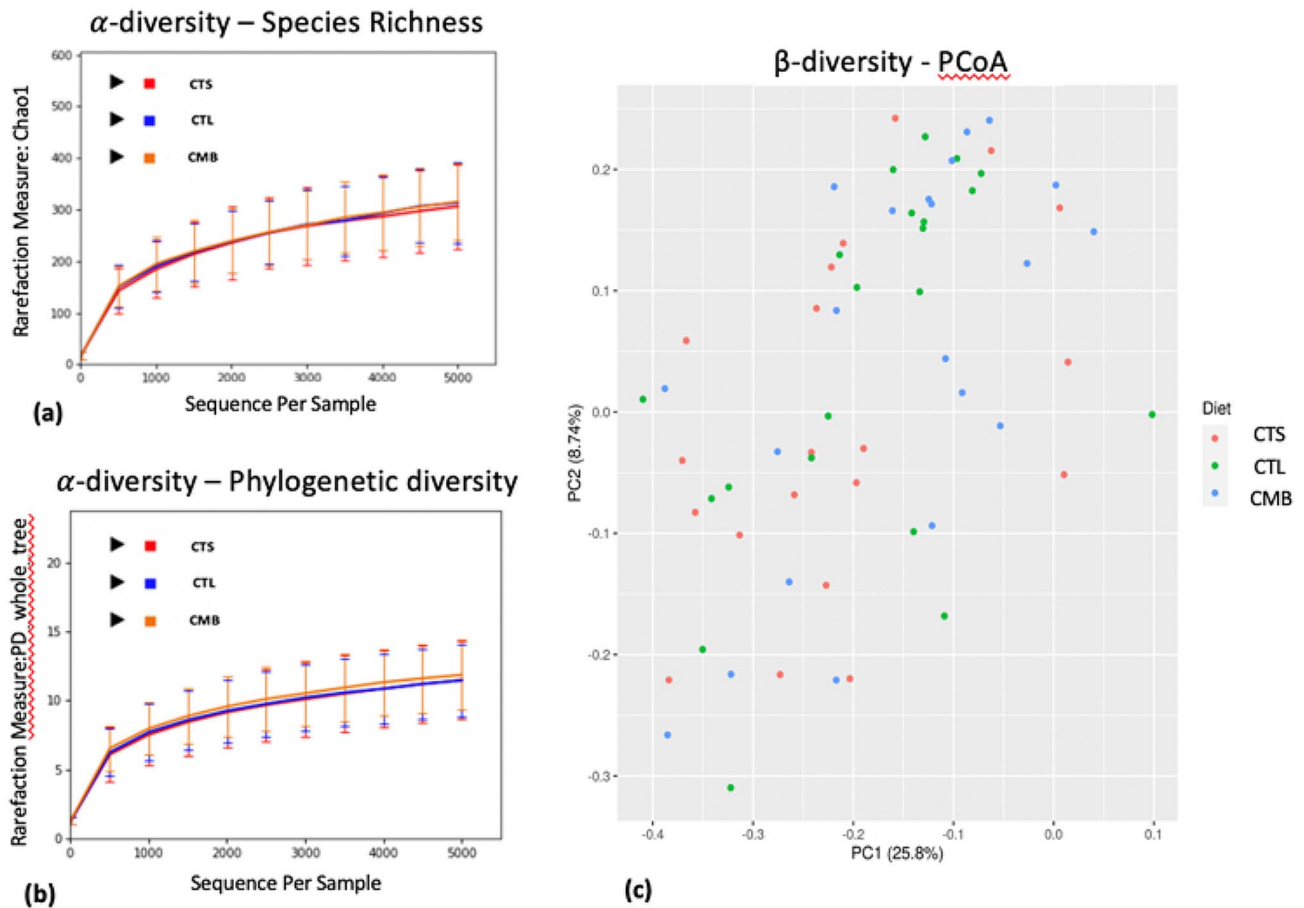 α-diversity – Species Richness
Rarefaction Measure: Chao1
600
500
400
300
200
100
0
CTS
CTL
CMB
0 1000 2000 3000 4000 5000
Sequence Per Sample
(a)
α-diversity – Phylogenetic diversity
Rarefaction Measure:PD_whole_tree
20
15
10
5
0
CTS
CTL
CMB
0 1000 2000 3000 4000 5000
Sequence Per Sample
(b)
β-diversity - PCoA
PC2 (8.74%)
0.2
0.1
0.0
-0.1
-0.2
-0.3
-0.4 -0.3 -0.2 -0.1 0.0 0.1
PC1 (25.8%)
(c)
Diet
CTS
CTL
CMB